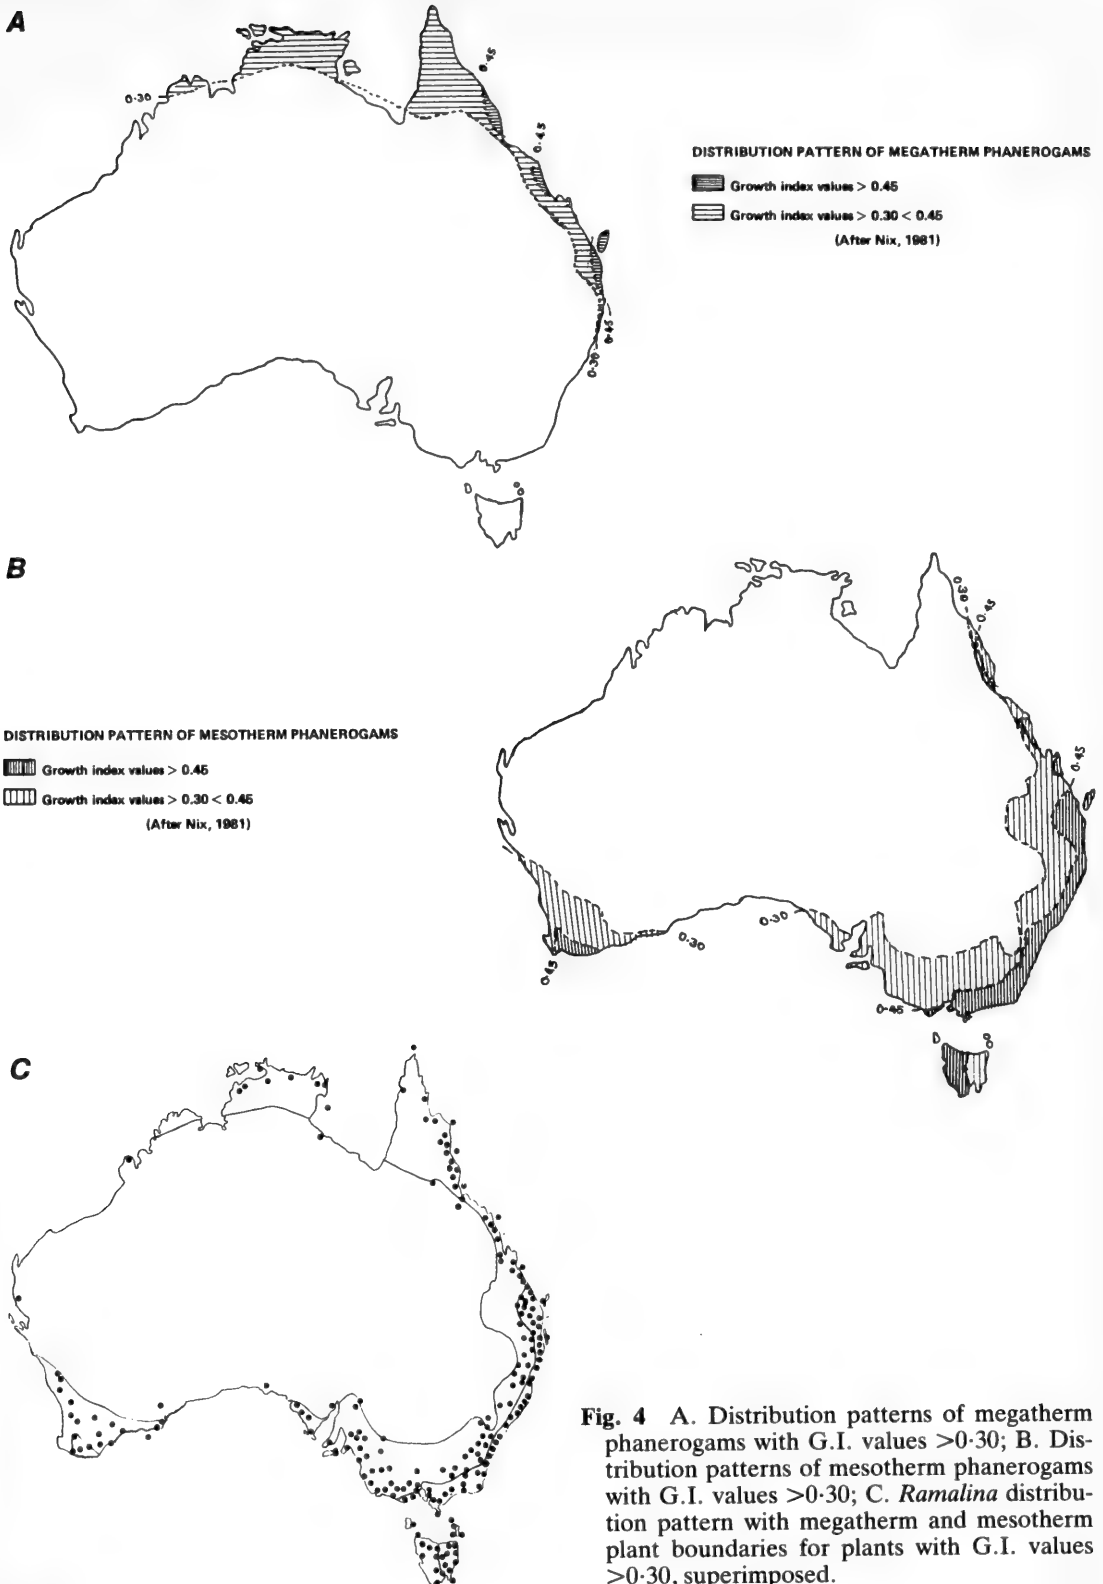 A
0·45
0·30
0·45
DISTRIBUTION PATTERN OF MEGATHERM PHANEROGAMS
Growth index values > 0.45
Growth index values > 0.30 < 0.45
(After Nix, 1981)
0·45
0·30
B
0·30
0·45
DISTRIBUTION PATTERN OF MESOTHERM PHANEROGAMS
Growth index values > 0.45
Growth index values > 0.30 < 0.45
(After Nix, 1981)
0·45
0·30
0·30
0·45
0·45
C
Fig. 4 A. Distribution patterns of megatherm
phanerogams with G.I. values >0·30; B. Dis-
tribution patterns of mesotherm phanerogams
with G.I. values >0·30; C. Ramalina distribu-
tion pattern with megatherm and mesotherm
plant boundaries for plants with G.I. values
>0·30, superimposed.